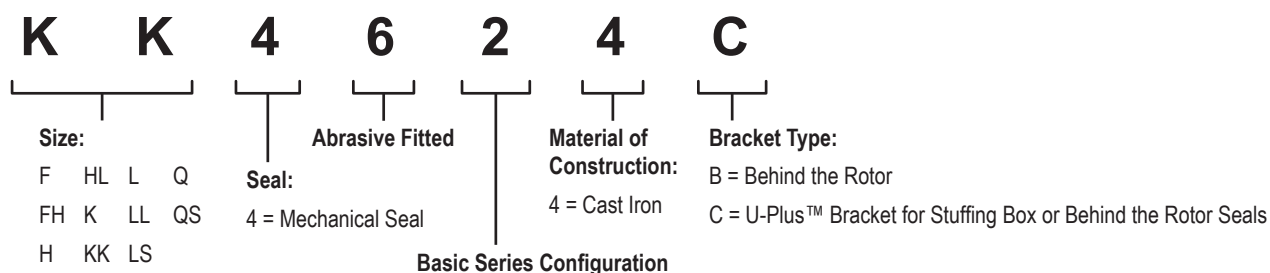 K K 4 6 2 4 C
Size:
F HL L Q
FH K LL QS
H KK LS
Seal:
4 = Mechanical Seal
Abrasive Fitted
Basic Series Configuration
Material of
Construction:
4 = Cast Iron
Bracket Type:
B = Behind the Rotor
C = U-Plus™ Bracket for Stuffing Box or Behind the Rotor Seals